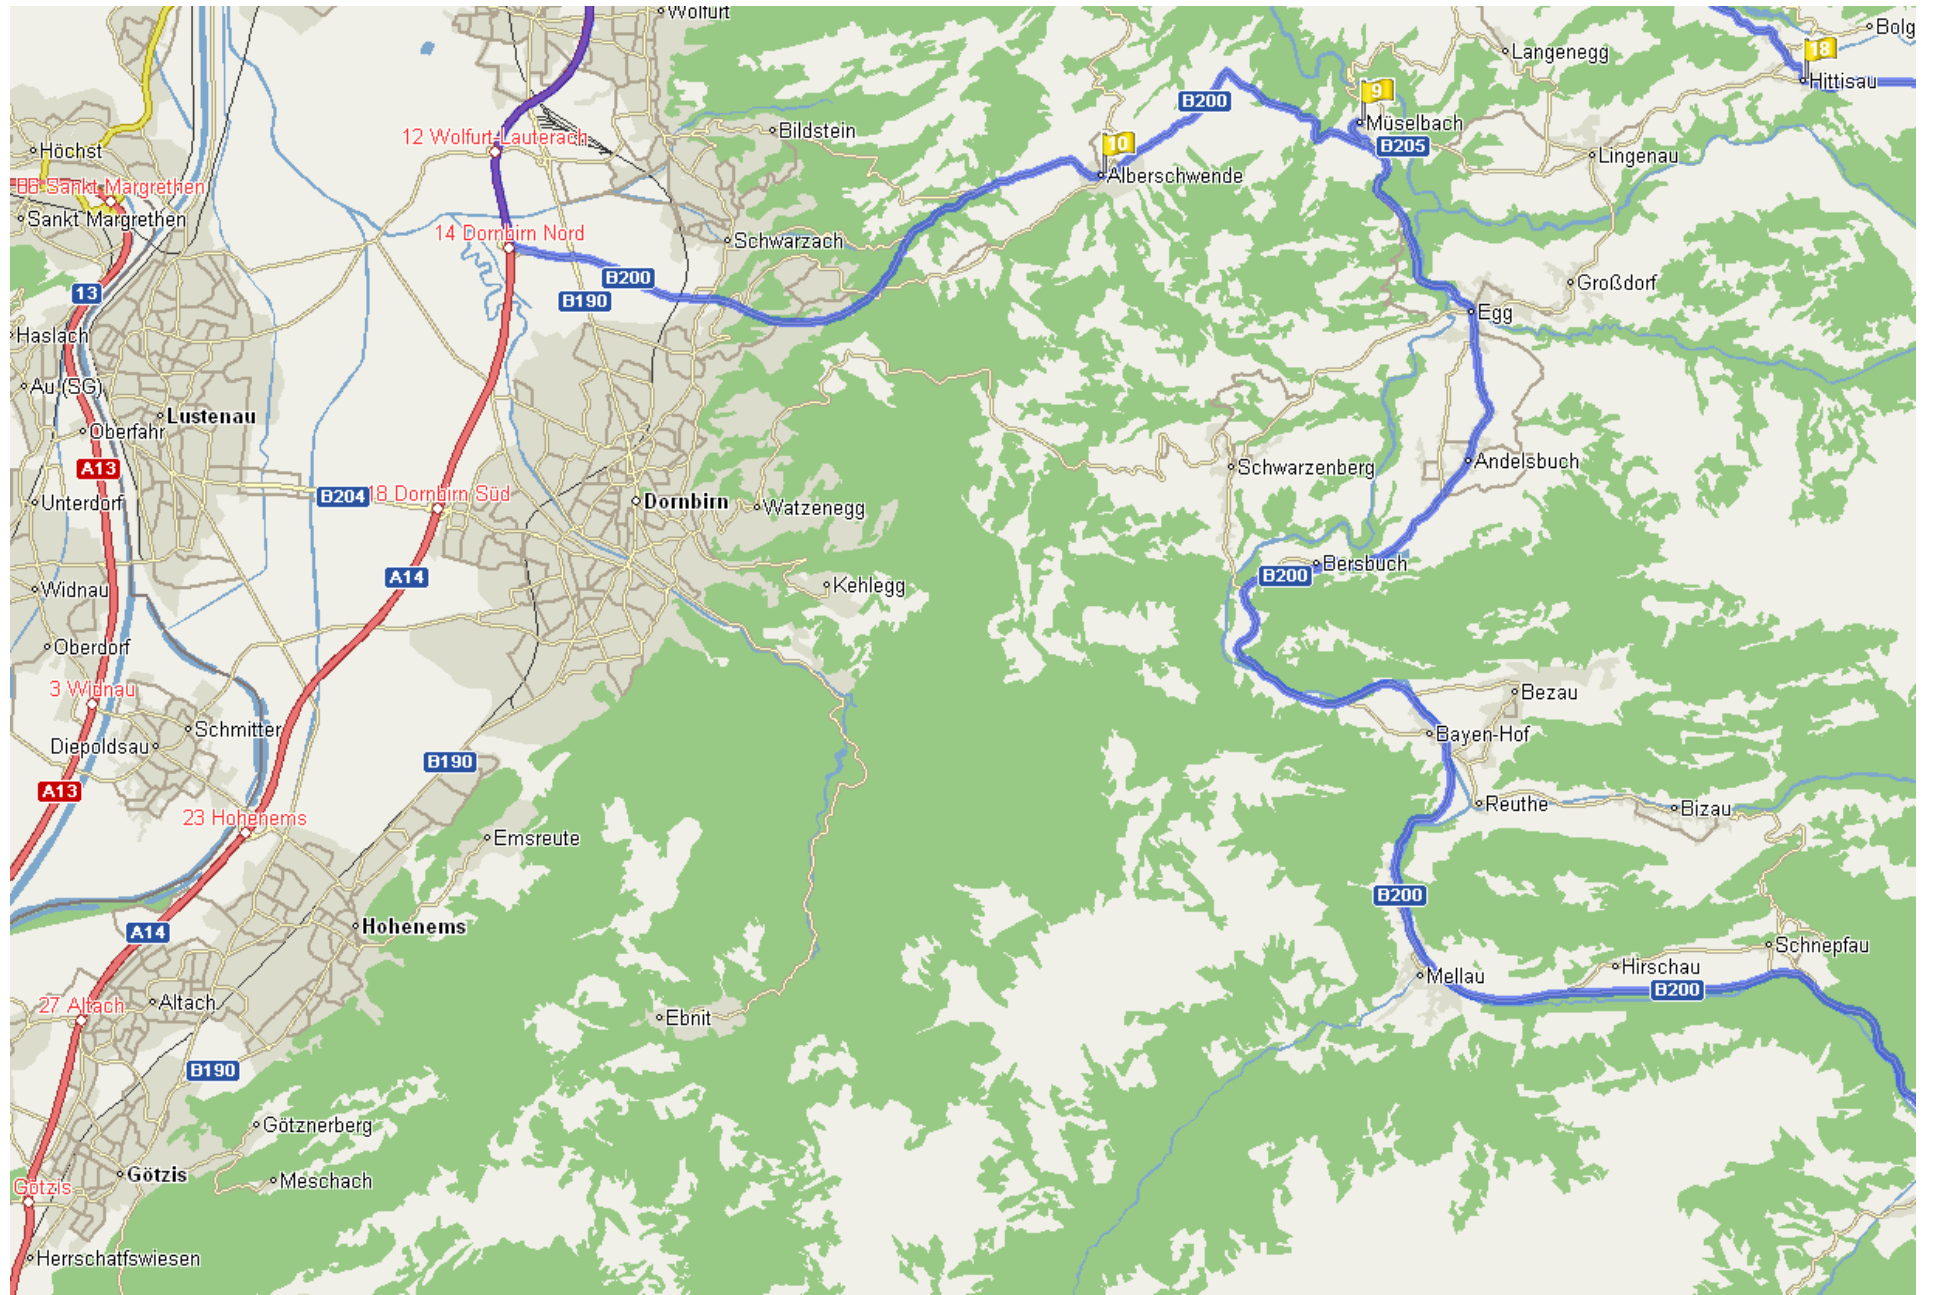 Wolfurt
Bolg
Langenegg
18
Hittisau
9
B200
Müselbach
Bildstein
12 Wolfurt-Lauterach
10
B205
Höchst
Lingenau
Alberschwende
Sankt Margrethen
Sankt Margrethen
14 Dornbirn Nord
Schwarzach
B200
Großdorf
13
B190
Egg
Haslach
Au (SG)
Lustenau
Oberfahr
A13
Andelsbuch
Schwarzenberg
B204
18 Dornbirn Süd
Unterdorf
Dornbirn
Watzenegg
Bersbuch
A14
B200
Kehlegg
Widnau
Oberdorf
3 Widnau
Bezau
Schmitter
Bayen-Hof
Diepoldsau
B190
A13
Reuthe
Bizau
23 Hohenems
Emsreute
B200
Hohenems
A14
Schnepfau
Hirschau
Mellau
B200
27 Altach
Altach
Ebnit
B190
Götznerberg
Götzis
Meschach
Götzis
Herrschatfswiesen